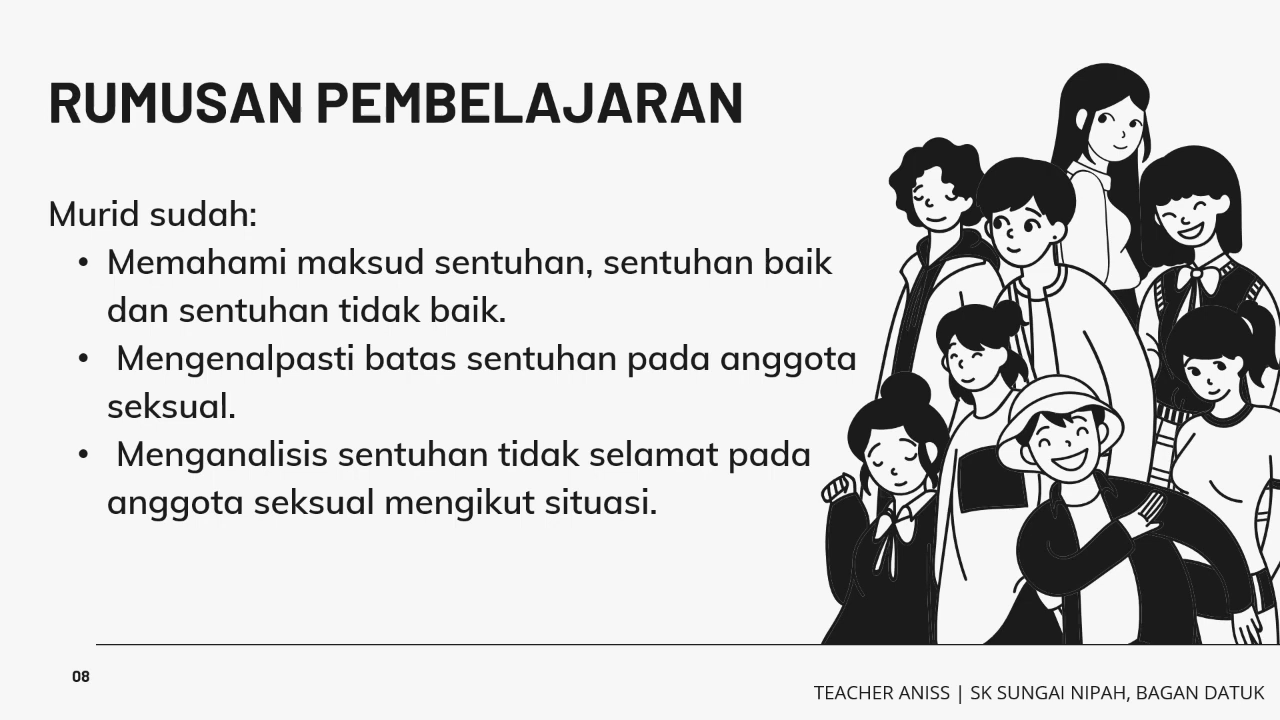 RUMUSAN PEMBELAJARAN
Murid sudah:
• Memahami maksud sentuhan, sentuhan baik
dan sentuhan tidak baik.
• Mengenalpasti batas sentuhan pada anggota
seksual.
• Menganalisis sentuhan tidak selamat pada
anggota seksual mengikut situasi.
08
TEACHER ANISS | SK SUNGAI NIPAH, BAGAN DATUK